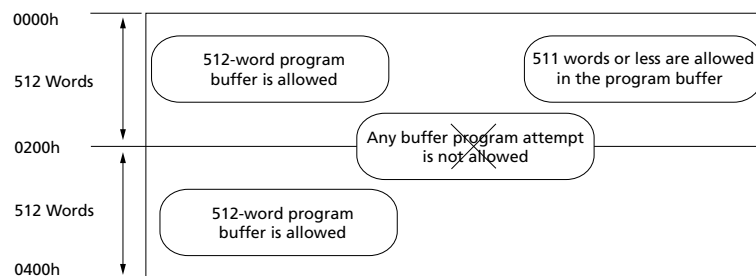 0000h
512 Words
512-word program
buffer is allowed
511 words or less are allowed
in the program buffer
0200h
Any buffer program attempt
is not allowed
512 Words
512-word program
buffer is allowed
0400h